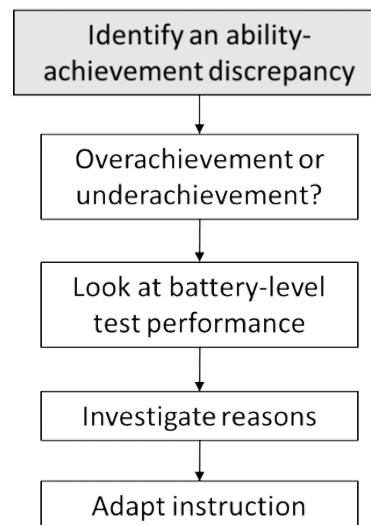 Identify an ability-
achievement discrepancy
Overachievement or
underachievement?
Look at battery-level
test performance
Investigate reasons
Adapt instruction